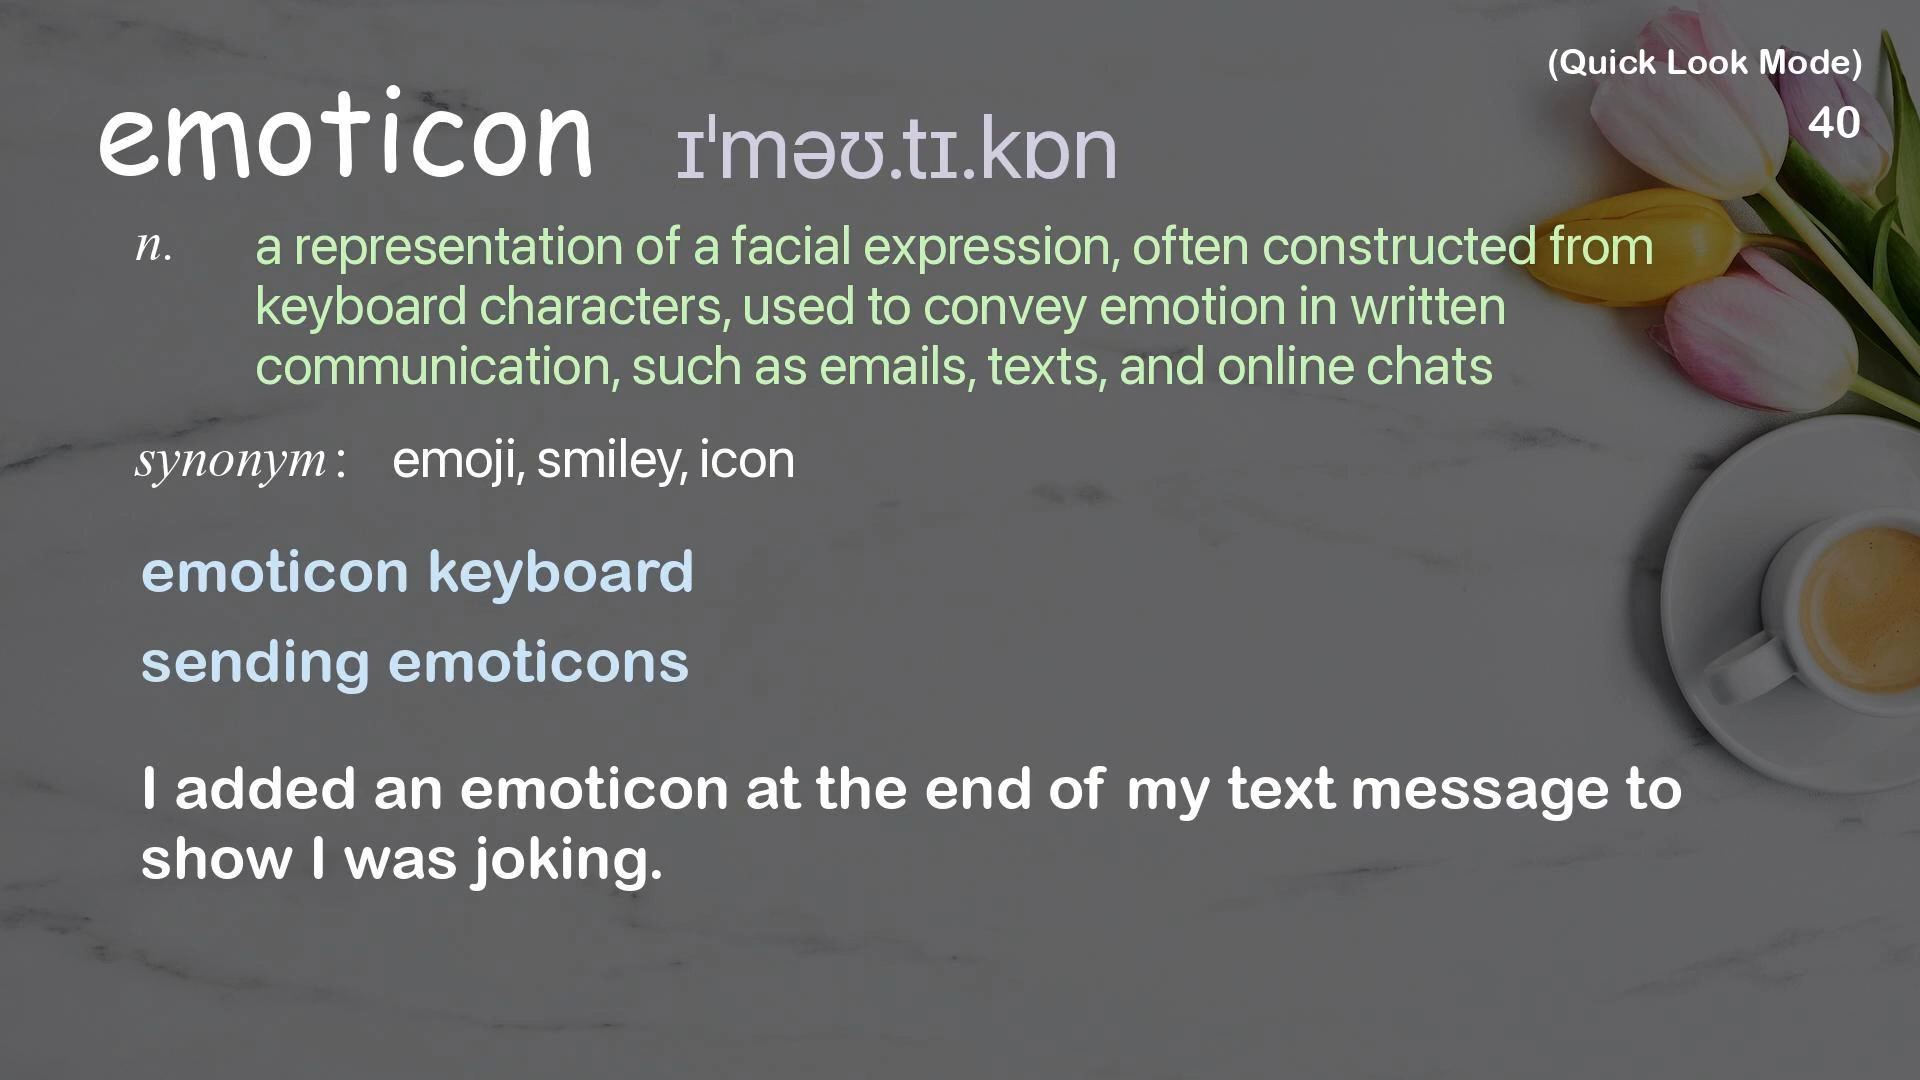 (Quick Look Mode)
40
emoticon ɪˈməʊ.tɪ.kɒn
n. a representation of a facial expression, often constructed from
keyboard characters, used to convey emotion in written
communication, such as emails, texts, and online chats
synonym: emoji, smiley, icon
emoticon keyboard
sending emoticons
I added an emoticon at the end of my text message to
show I was joking.